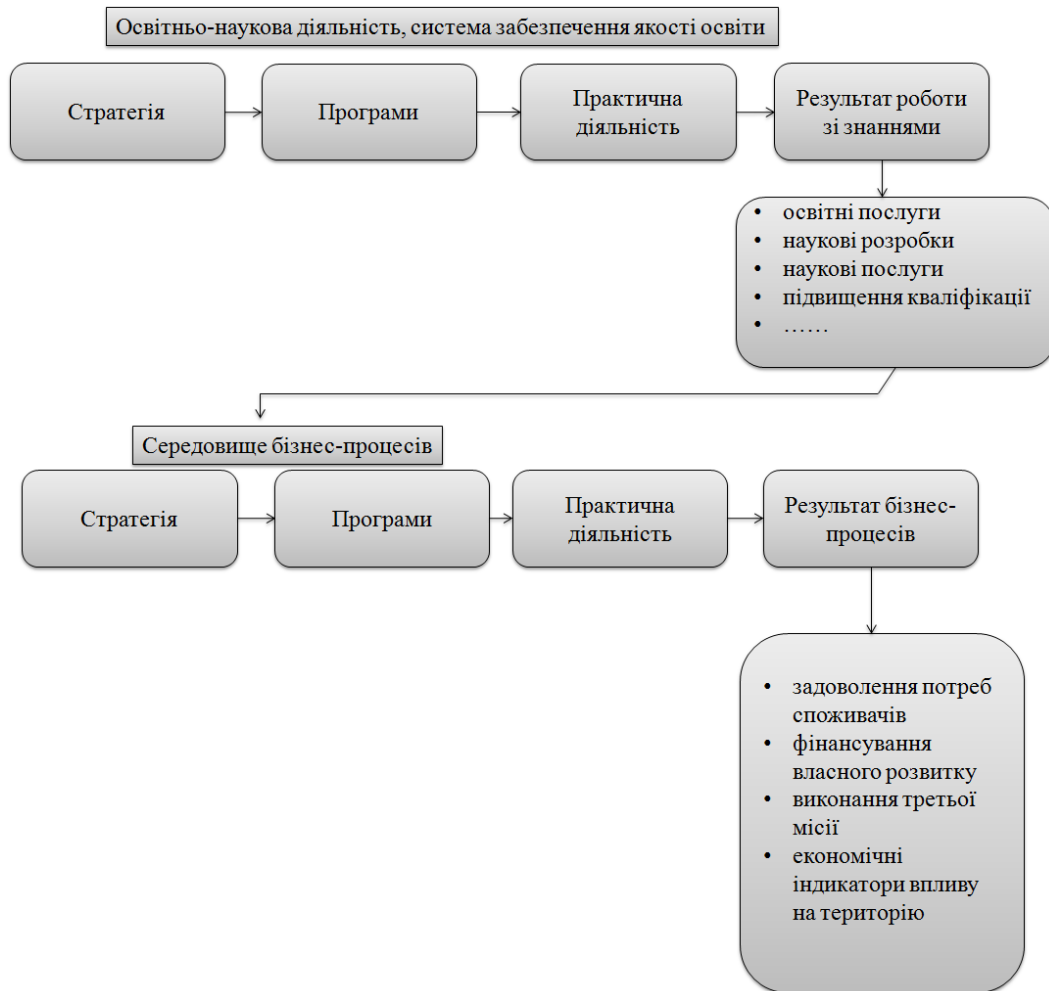 Освітньо-наукова діяльність, система забезпечення якості освіти
Стратегія
Програми
Практична
діяльність
Результат роботи
зі знаннями
• освітні послуги
• наукові розробки
• наукові послуги
• підвищення кваліфікації
• ……
Середовище бізнес-процесів
Стратегія
Програми
Практична
діяльність
Результат бізнес-
процесів
• задоволення потреб
споживачів
• фінансування
власного розвитку
• виконання третьої
місії
• економічні
індикатори впливу
на територію